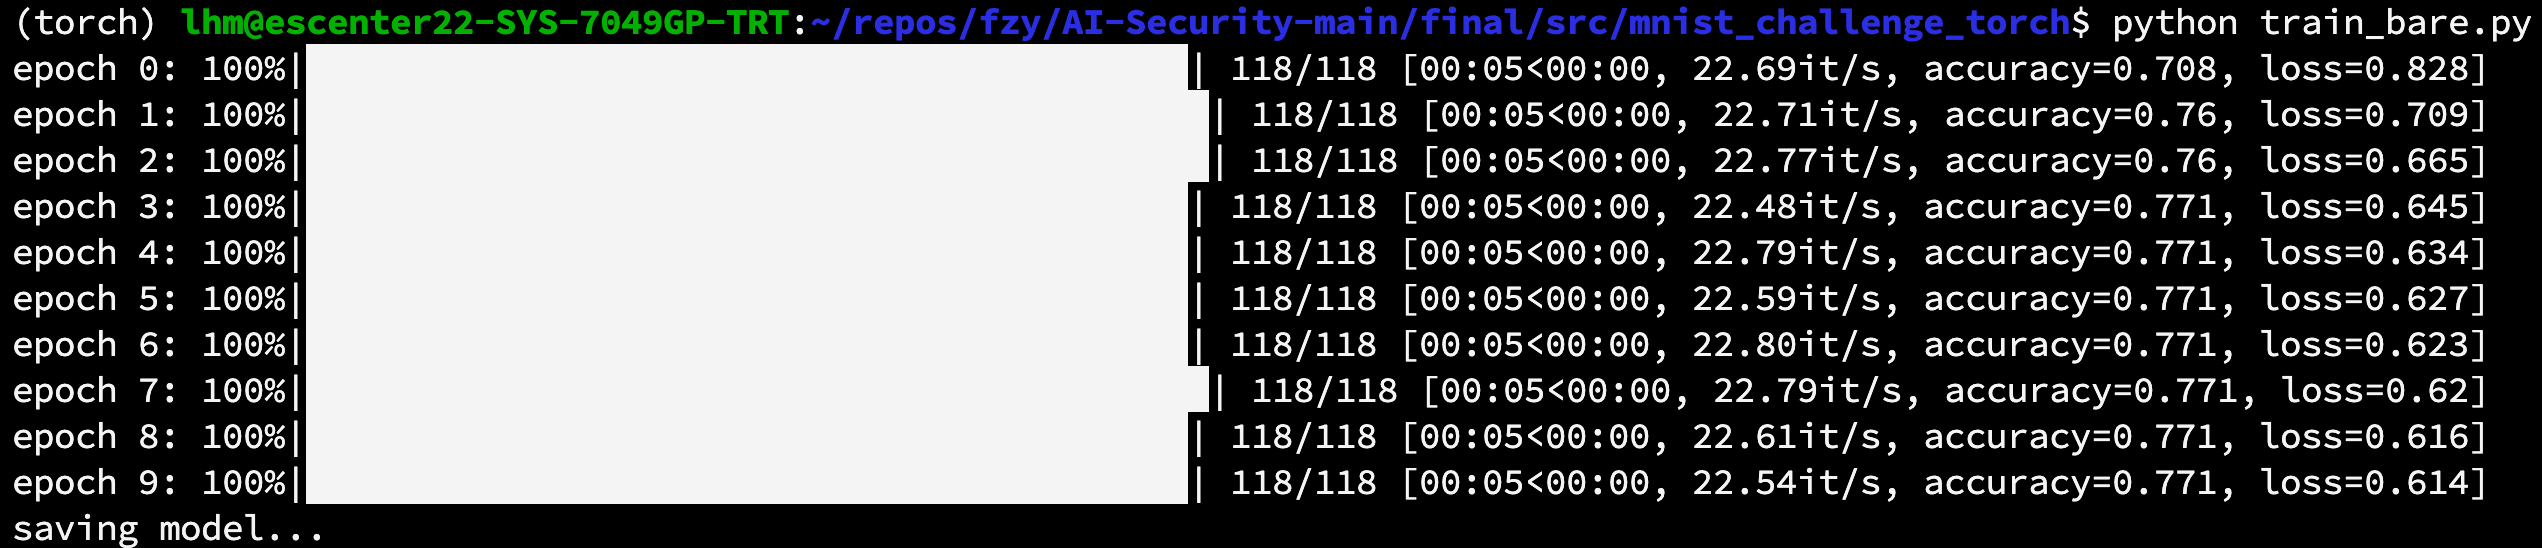 (torch) lhm@escenter22-SYS-7049GP-TRT:~/repos/fzy/AI-Security-main/final/src/mnist_challenge_torch$ python train_bare.py
epoch 0: 100%| | 118/118 [00:05<00:00, 22.69it/s, accuracy=0.708, loss=0.828]
epoch 1: 100%| | 118/118 [00:05<00:00, 22.71it/s, accuracy=0.76, loss=0.709]
epoch 2: 100%| | 118/118 [00:05<00:00, 22.77it/s, accuracy=0.76, loss=0.665]
epoch 3: 100%| | 118/118 [00:05<00:00, 22.48it/s, accuracy=0.771, loss=0.645]
epoch 4: 100%| | 118/118 [00:05<00:00, 22.79it/s, accuracy=0.771, loss=0.634]
epoch 5: 100%| | 118/118 [00:05<00:00, 22.59it/s, accuracy=0.771, loss=0.627]
epoch 6: 100%| | 118/118 [00:05<00:00, 22.80it/s, accuracy=0.771, loss=0.623]
epoch 7: 100%| | 118/118 [00:05<00:00, 22.79it/s, accuracy=0.771, loss=0.62]
epoch 8: 100%| | 118/118 [00:05<00:00, 22.61it/s, accuracy=0.771, loss=0.616]
epoch 9: 100%| | 118/118 [00:05<00:00, 22.54it/s, accuracy=0.771, loss=0.614]
saving model...